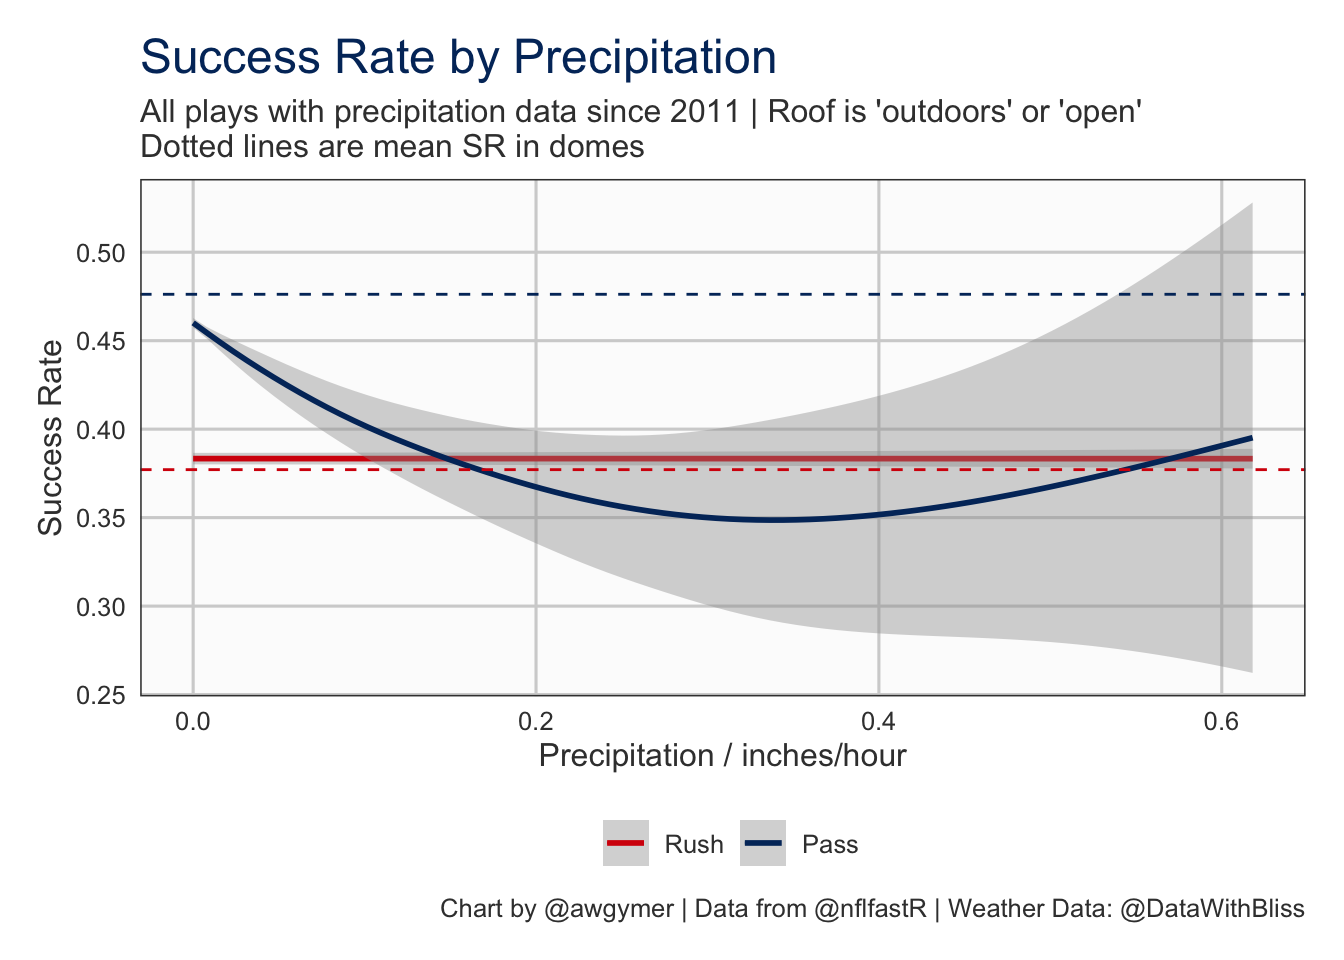 Success Rate by Precipitation
All plays with precipitation data since 2011 | Roof is 'outdoors' or 'open'
Dotted lines are mean SR in domes
Success Rate
0.50
0.45
0.40
0.35
0.30
0.25
0.0 0.2 0.4 0.6
Precipitation / inches/hour
Rush Pass
Chart by @awgymer | Data from @nflfastR | Weather Data: @DataWithBliss